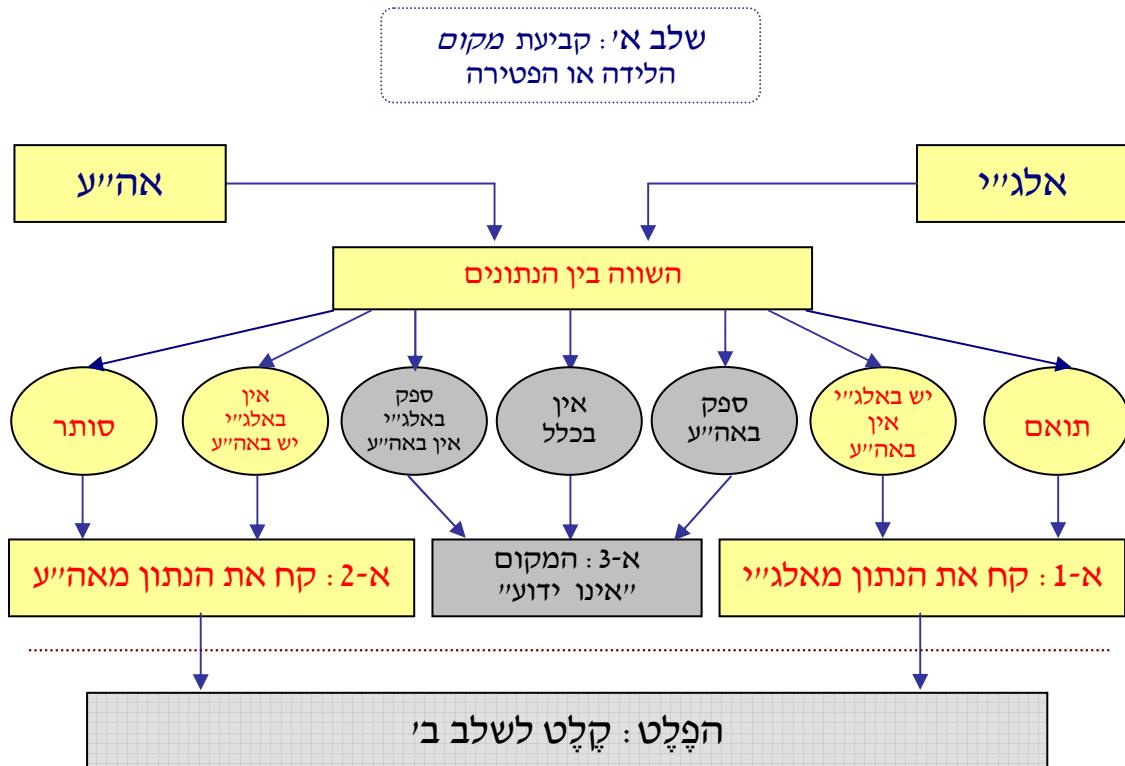 שלב א׳: קביעת מקום
הלידה או הפטירה
אלג״י
אה״ע
השווה בין הנתונים
תואם
יש באלג״י
אין
באה״ע
ספק
באה״ע
אין
בכלל
ספק
באלג״י
אין באה״ע
אין
באלג״י
יש באה״ע
סותר
א-1: קח את הנתון מאלג״י
א-3: המקום
״אינו ידוע״
א-2: קח את הנתון מאה״ע
הפֶלֶט: קֶלֶט לשלב ב׳